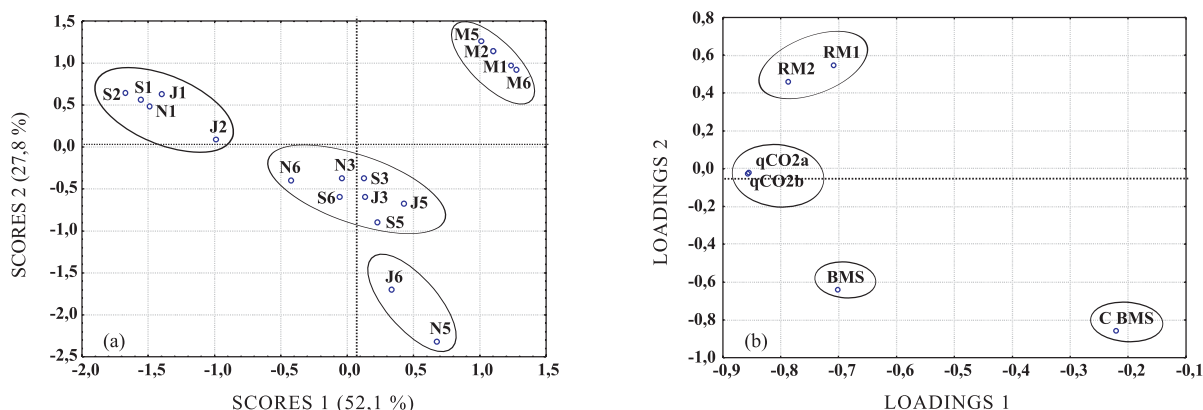 1,5
1,0
0,5
0,0
-0,5
-1,0
-1,5
-2,0
-2,5
SCORES 2 (27,8 %)
M5
M2
M1
M6
S2 S1 J1
N1
J2
N6 N3 S3
S6 J3 J5
S5
J6
N5
(a)
-2,0 -1,5 -1,0 -0,5 0,0 0,5 1,0 1,5
SCORES 1 (52,1 %)
0,8
0,6
0,4
0,2
0,0
-0,2
-0,4
-0,6
-0,8
-1,0
LOADINGS 2
RM1
RM2
qCO2a
qCO2b
BMS
C BMS
(b)
-0,9 -0,8 -0,7 -0,6 -0,5 -0,4 -0,3 -0,2 -0,1
LOADINGS 1